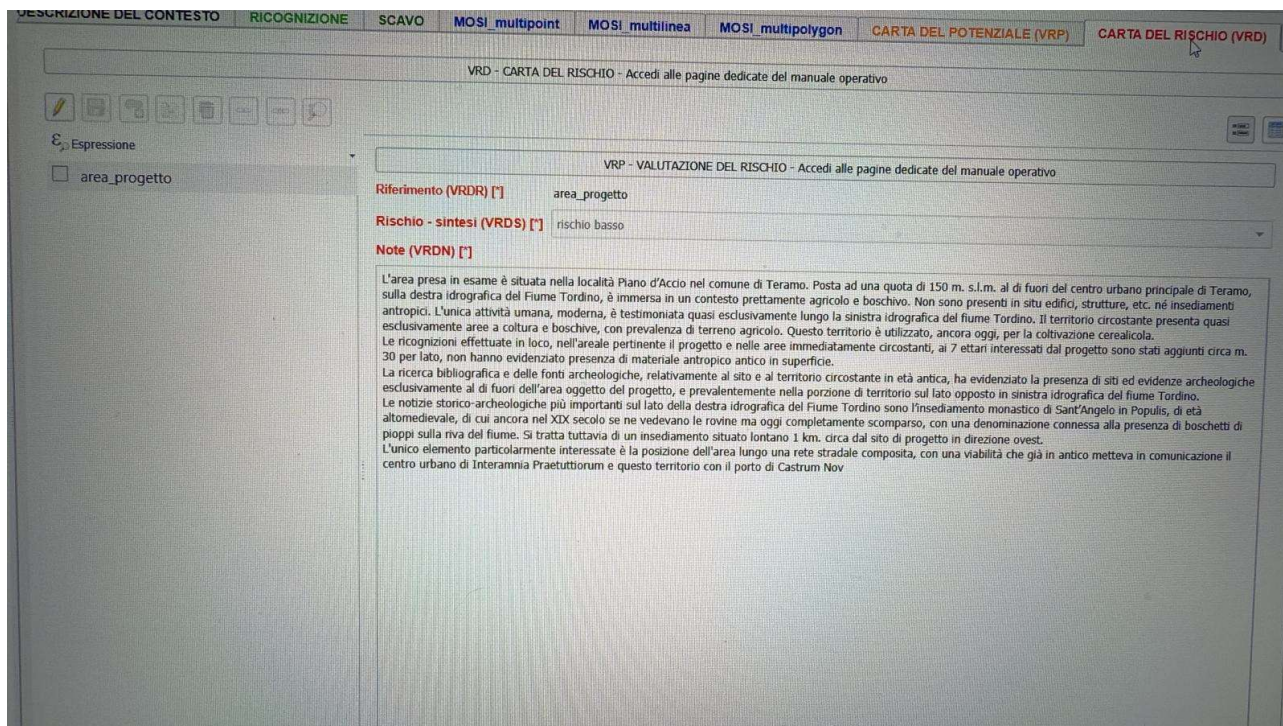 DESCRIZIONE DEL CONTESTO
RICOGNIZIONE
SCAVO
MOSI_multipoint
MOSI_multilinea
MOSI_multipolygon
CARTA DEL POTENZIALE (VRP)
CARTA DEL RISCHIO (VRD)
VRD - CARTA DEL RISCHIO - Accedi alle pagine dedicate del manuale operativo
Espressione
area_progetto
VRP - VALUTAZIONE DEL RISCHIO - Accedi alle pagine dedicate del manuale operativo
Riferimento (VRDR) [*] area_progetto
Rischio - sintesi (VRDS) [*] rischio basso
Note (VRDN) [*]
L'area presa in esame è situata nella località Piano d'Accio nel comune di Teramo. Posta ad una quota di 150 m. s.l.m. al di fuori del centro urbano principale di Teramo,
sulla destra idrografica del Fiume Tordino, è immersa in un contesto prettamente agricolo e boschivo. Non sono presenti in situ edifici, strutture, etc. né insediamenti
antropici. L'unica attività umana, moderna, è testimoniata quasi esclusivamente lungo la sinistra idrografica del fiume Tordino. Il territorio circostante presenta quasi
esclusivamente aree a coltura e boschive, con prevalenza di terreno agricolo. Questo territorio è utilizzato, ancora oggi, per la coltivazione cerealicola.
Le ricognizioni effettuate in loco, nell'areale pertinente il progetto e nelle aree immediatamente circostanti, ai 7 ettari interessati dal progetto sono stati aggiunti circa m.
30 per lato, non hanno evidenziato presenza di materiale antropico antico in superficie.
La ricerca bibliografica e delle fonti archeologiche, relativamente al sito e al territorio circostante in età antica, ha evidenziato la presenza di siti ed evidenze archeologiche
esclusivamente al di fuori dell'area oggetto del progetto, e prevalentemente nella porzione di territorio sul lato opposto in sinistra idrografica del fiume Tordino.
Le notizie storico-archeologiche più importanti sul lato della destra idrografica del Fiume Tordino sono l'insediamento monastico di Sant'Angelo in Populis, di età
altomedievale, di cui ancora nel XIX secolo se ne vedevano le rovine ma oggi completamente scomparso, con una denominazione connessa alla presenza di boschetti di
pioppi sulla riva del fiume. Si tratta tuttavia di un insediamento situato lontano 1 km. circa dal sito di progetto in direzione ovest.
L'unico elemento particolarmente interessate è la posizione dell'area lungo una rete stradale composita, con una viabilità che già in antico metteva in comunicazione il
centro urbano di Interamnia Praetuttiorum e questo territorio con il porto di Castrum Nov